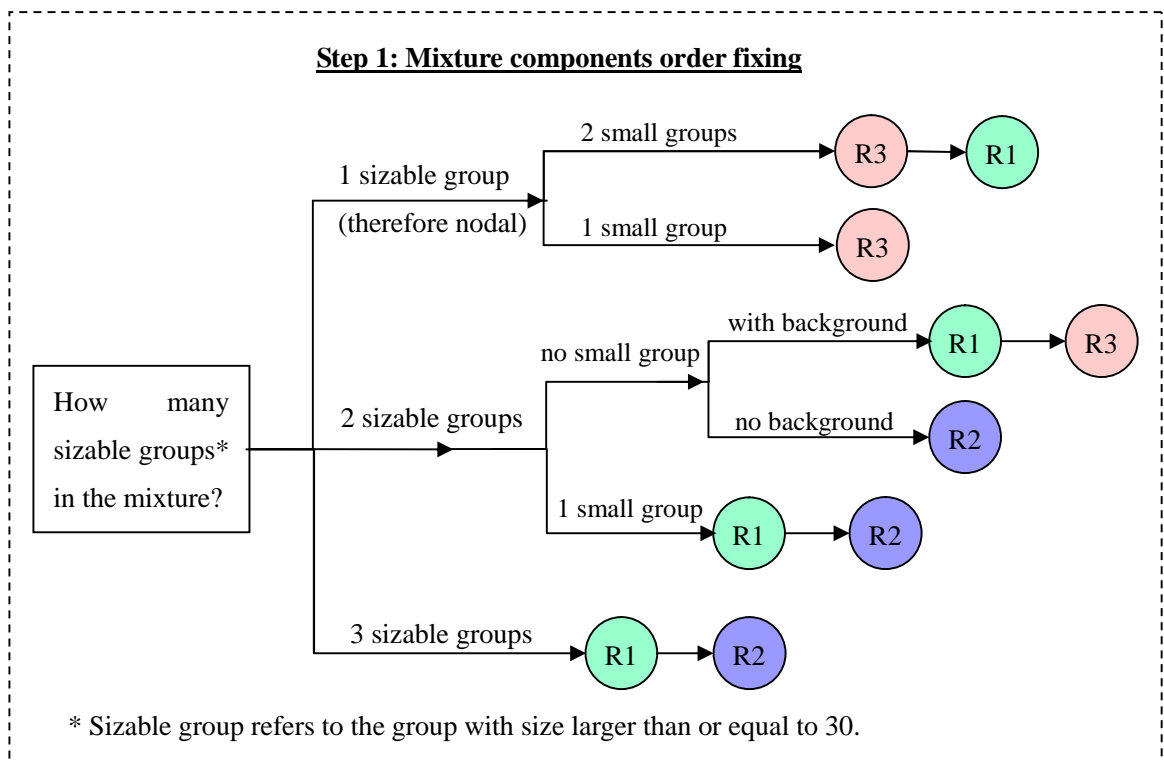 Step 1: Mixture components order fixing
2 small groups
R3
R1
1 sizable group
(therefore nodal)
1 small group
R3
with background
R1
R3
no small group
How many
sizable groups*
in the mixture?
2 sizable groups
no background
R2
1 small group
R1
R2
3 sizable groups
R1
R2
* Sizable group refers to the group with size larger than or equal to 30.